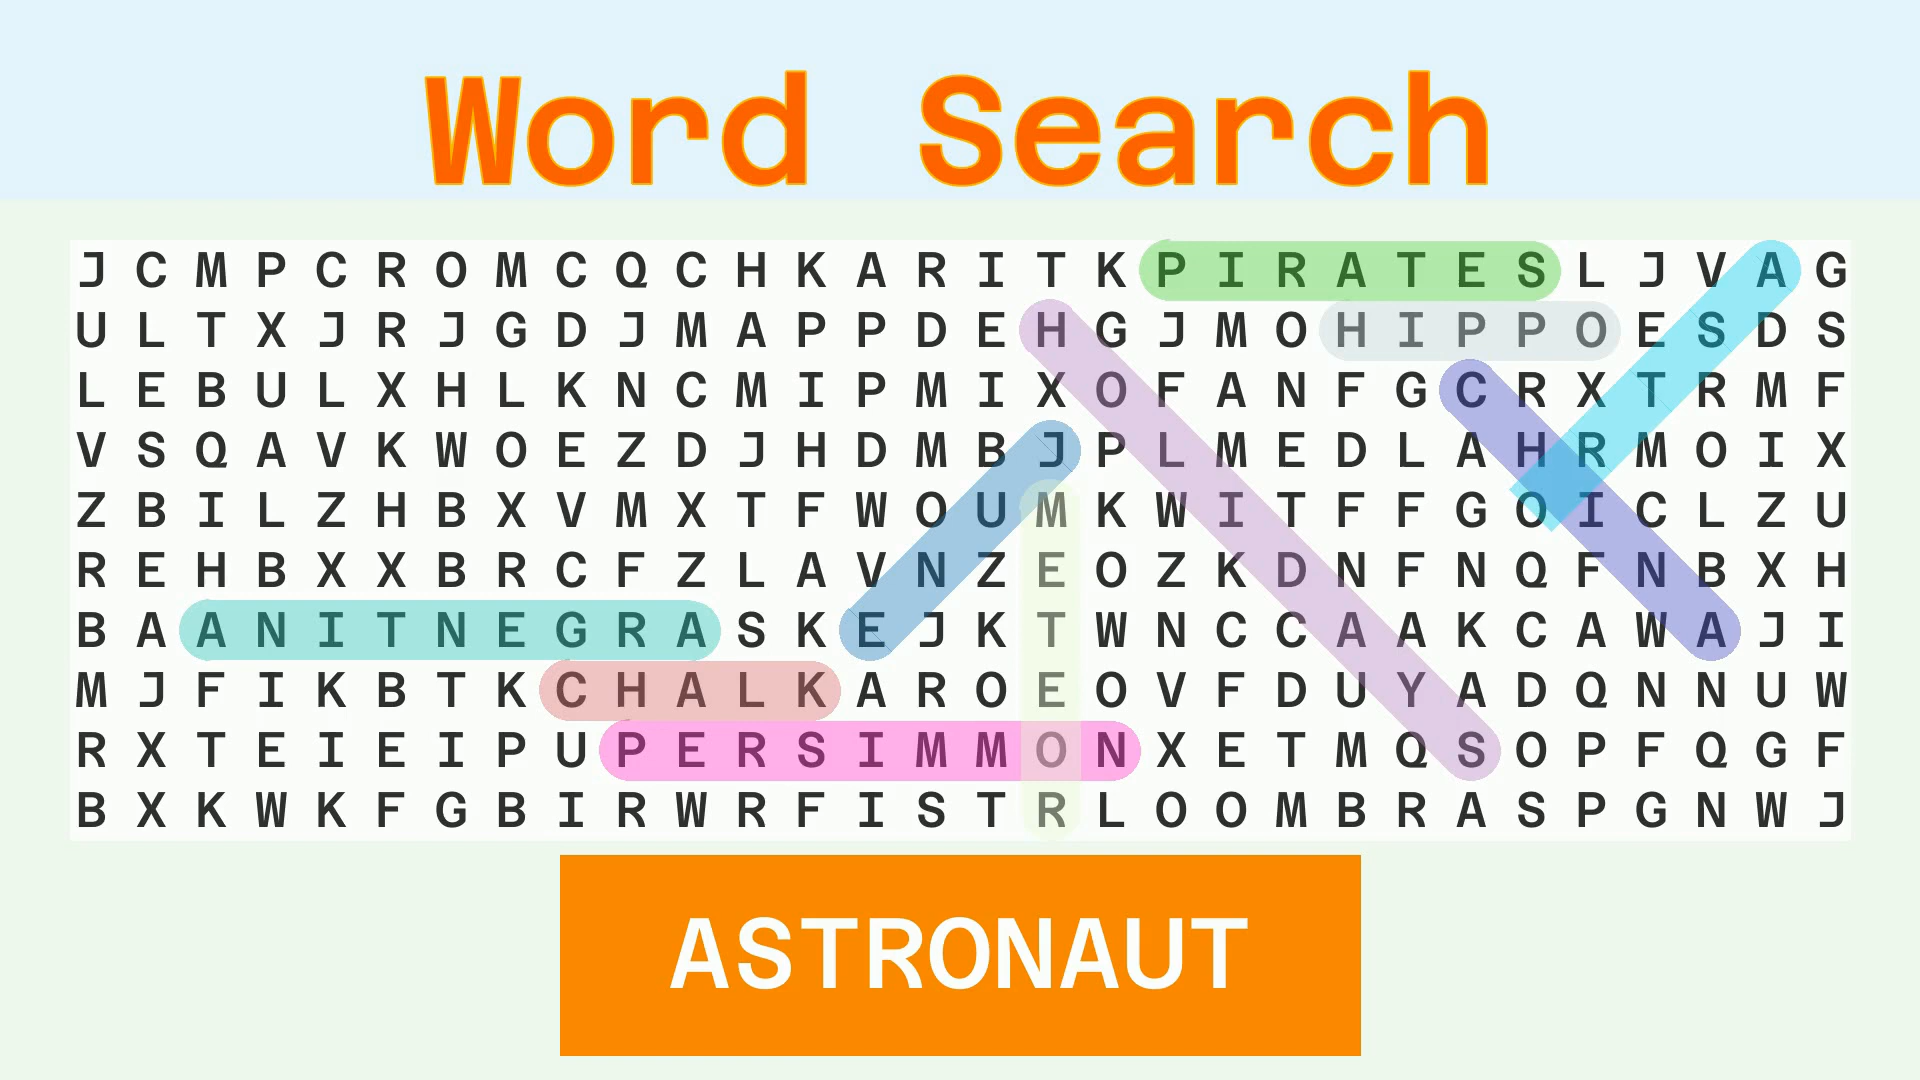 Word Search
J C M P C R O M C Q C H K A R I T K P I R A T E S L J V A G
U L T X J R J G D J M A P P D E H G J M O H I P P O E S D S
L E B U L X H L K N C M I P M I X O F A N F G C R X T R M F
V S Q A V K W O E Z D J H D M B J P L M E D L A H R M O I X
Z B I L Z H B X V M X T F W O U M K W I T F F G O I C L Z U
R E H B X X B R C F Z L A V N Z E O Z K D N F N Q F N B X H
B A A N I T N E G R A S K E J K T W N C C A A K C A W A J I
M J F I K B T K C H A L K A R O E O V F D U Y A D Q N N U W
R X T E I E I P U P E R S I M M O N X E T M Q S O P F Q G F
B X K W K F G B I R W R F I S T R L O O M B R A S P G N W J
ASTRONAUT